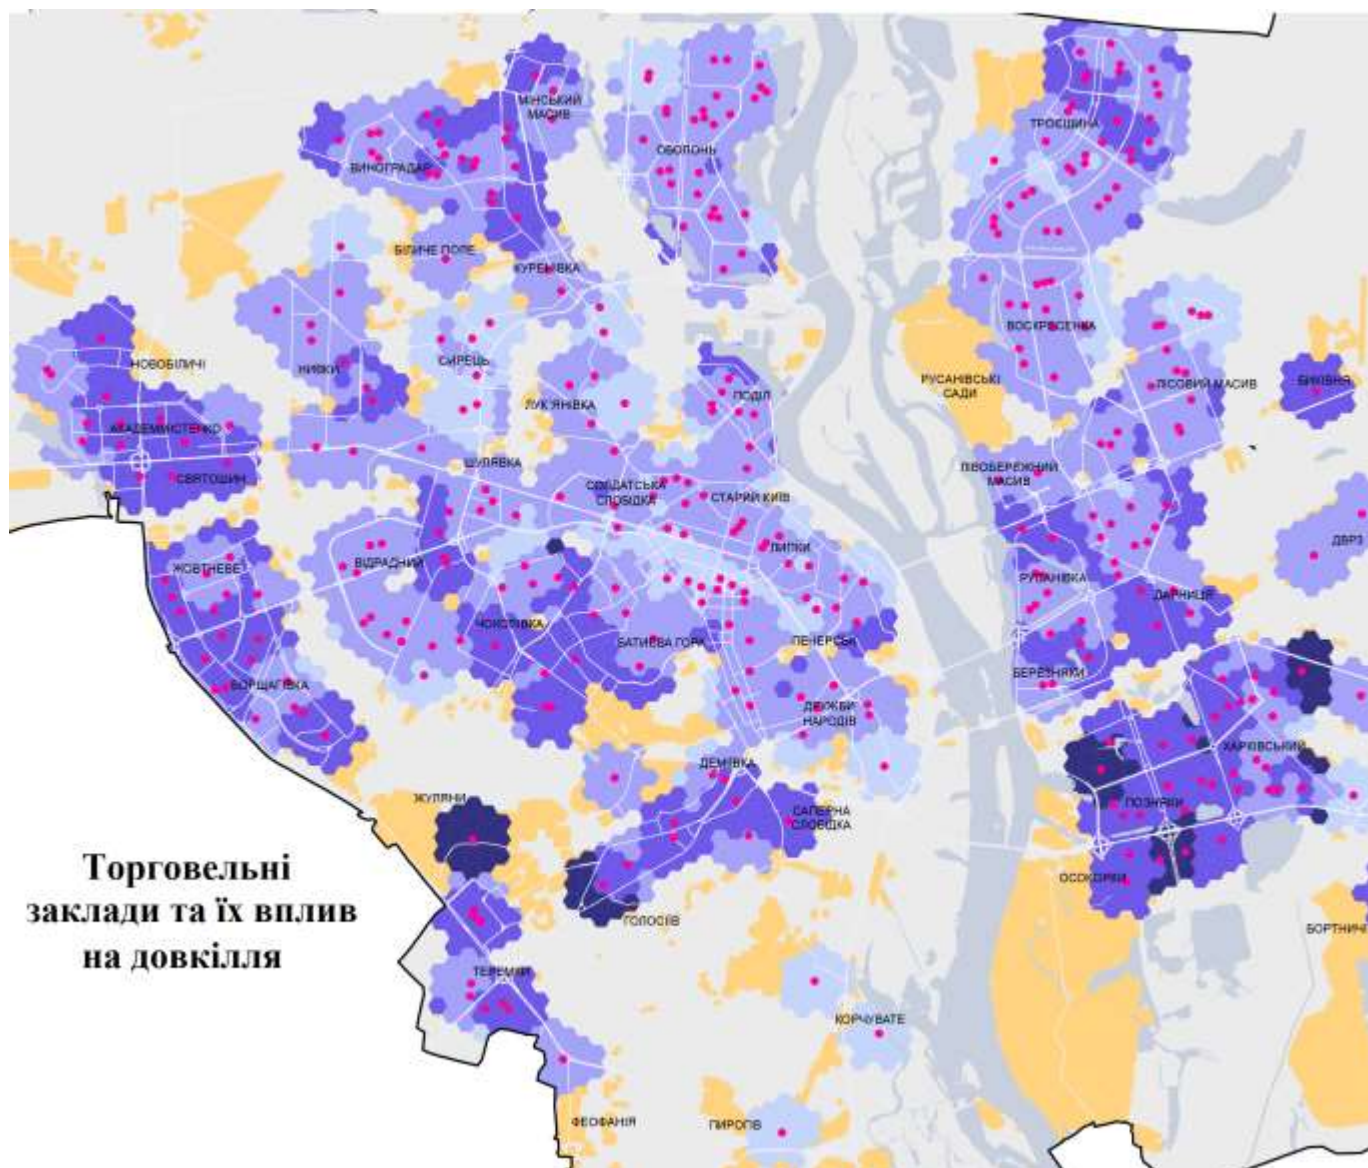 МІНСЬКИЙ
МАСИВ
ТРОЄЩИНА
ОБОЛОНЬ
ВИНОГРАДАР
БІЛИЧЕ ПОЛЕ
КУРЕНІВКА
ВОСКРЕСЕНКА
НОВОБІЛИЧІ
НИВКИ
СИРЕЦЬ
РУСАНІВСЬКІ
САДИ
ЛІСОВИЙ МАСИВ
БИКІВНЯ
ПОДІЛ
ЛУК'ЯНІВКА
АКАДЕММІСТЕЧКО
ШУЛЯВКА
СВЯТОШИН
ЛІВОБЕРЕЖНИЙ
МАСИВ
СОЛДАТСЬКА
СЛОБІДКА
СТАРИЙ КИЇВ
ДВРЗ
ЛИПКИ
ВІДРАДНИЙ
ЖОВТНЕВЕ
РУСАНІВКА
ДАРНИЦЯ
ЧОКОЛІВКА
БАТИЄВА ГОРА
ПЕЧЕРСЬК
БЕРЕЗНЯКИ
БОРЩАГІВКА
ДРУЖБИ
НАРОДІВ
ХАРКІВСЬКИЙ
ДЕМІЇВКА
ЖУЛЯНИ
ПОЗНЯКИ
САПЕРНА
СЛОБІДКА
Торговельні
заклади та їх вплив
на довкілля
ОСОКОРКИ
ГОЛОСІЇВ
БОРТНИЧІ
ТЕРЕМКИ
КОРЧУВАТЕ
ФЕОФАНІЯ
ПИРОГІВ